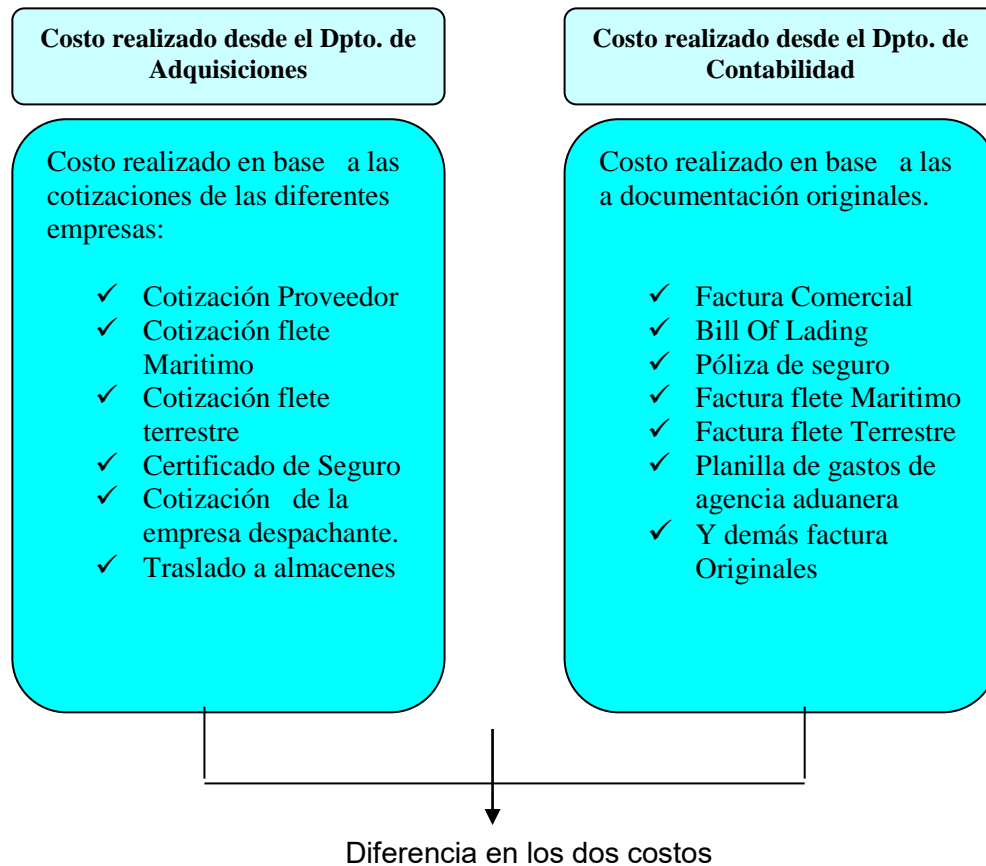 Costo realizado desde el Dpto. de
Adquisiciones
Costo realizado en base a las
cotizaciones de las diferentes
empresas:
✓ Cotización Proveedor
✓ Cotización flete
Maritimo
✓ Cotización flete
terrestre
✓ Certificado de Seguro
✓ Cotización de la
empresa despachante.
✓ Traslado a almacenes
Costo realizado desde el Dpto. de
Contabilidad
Costo realizado en base a las
a documentación originales.
✓ Factura Comercial
✓ Bill Of Lading
✓ Póliza de seguro
✓ Factura flete Maritimo
✓ Factura flete Terrestre
✓ Planilla de gastos de
agencia aduanera
✓ Y demás factura
Originales
Diferencia en los dos costos